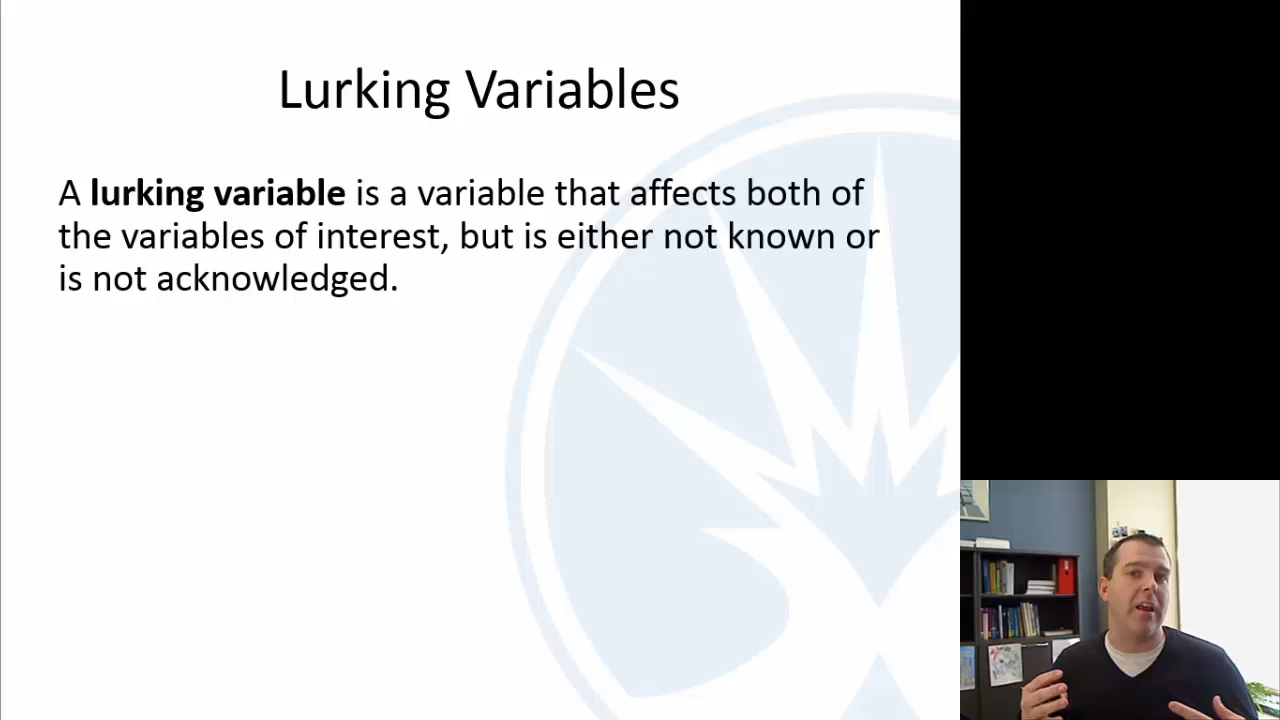 Lurking Variables
A lurking variable is a variable that affects both of
the variables of interest, but is either not known or
is not acknowledged.